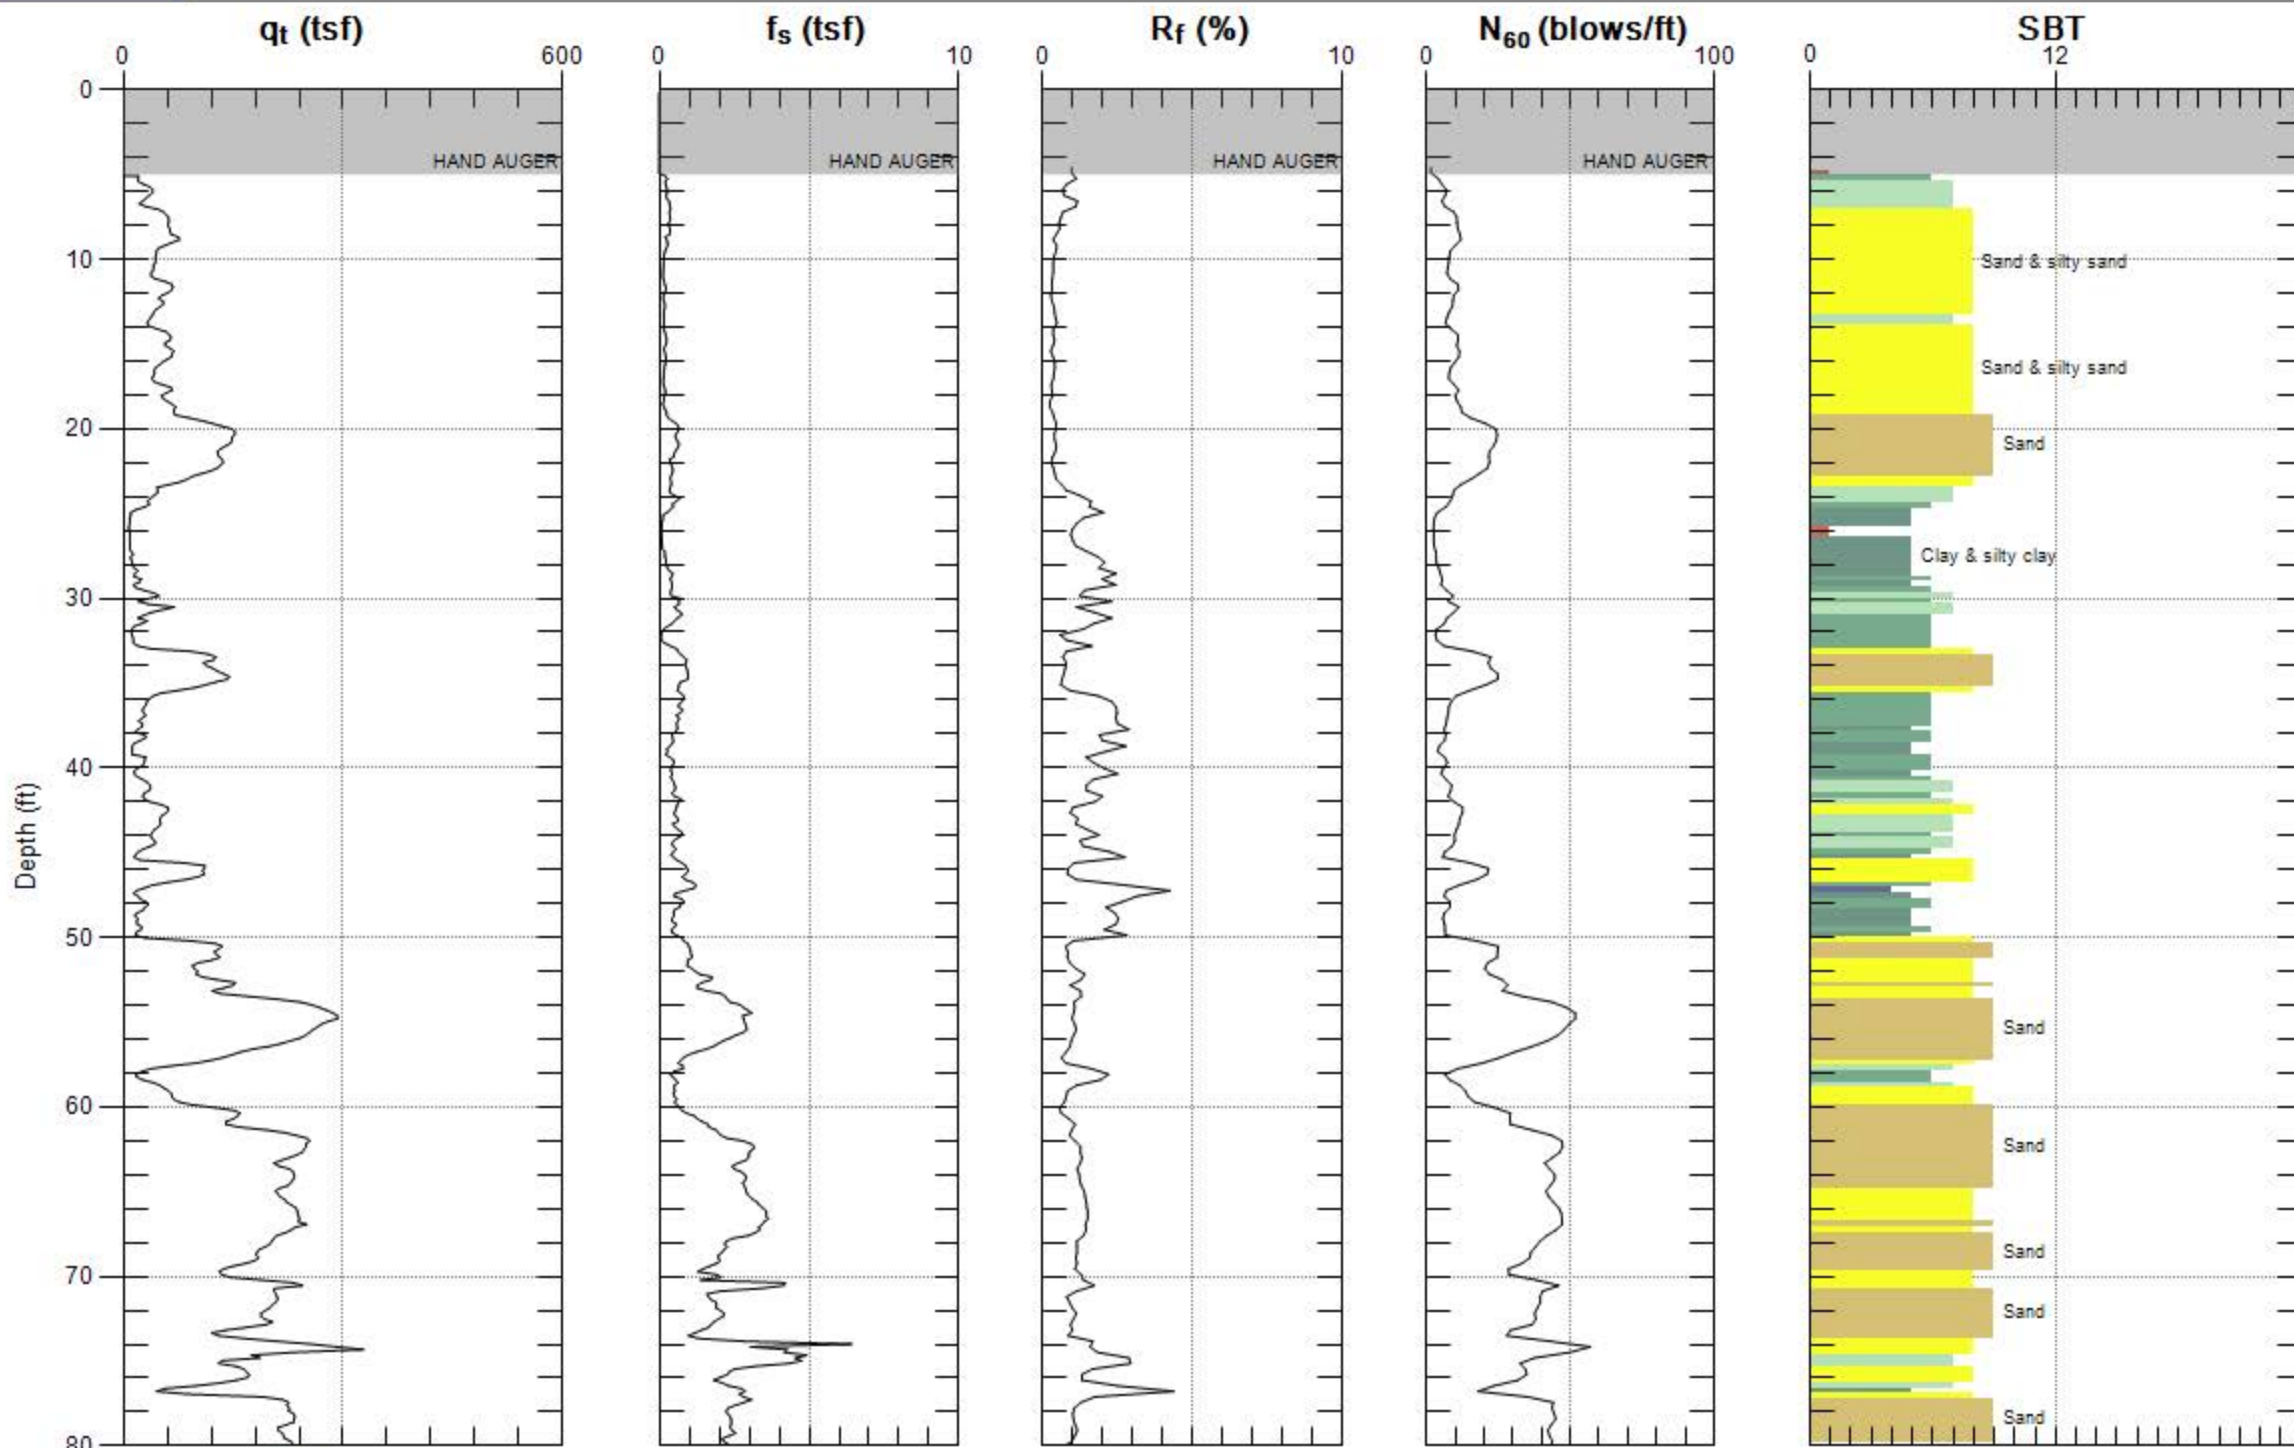 qt (tsf) fs (tsf) Rf (%) N60 (blows/ft) SBT
0 600 0 10 0 10 0 100 0 12
0
HAND AUGER HAND AUGER HAND AUGER HAND AUGER
10 Sand & silty sand
Sand & silty sand
20
Sand
Clay & silty clay
30
40
Depth (ft)
50
Sand
60
Sand
Sand
70
Sand
Sand
80